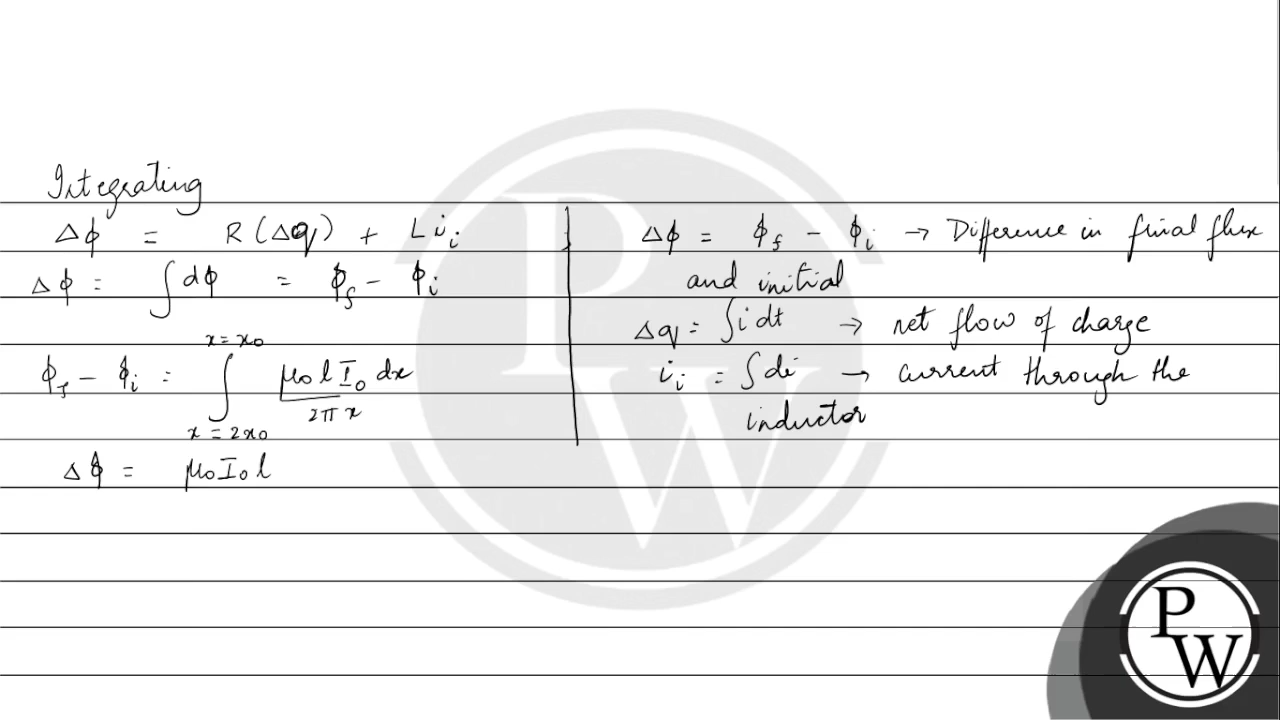 Integrating
Δϕ = R(Δq) + L i_i
Δϕ = ∫dϕ = ϕ_f - ϕ_i
x = x₀
ϕ_f - ϕ_i = ∫ μ₀ l I₀ dx / 2π x
x = 2x₀
Δϕ = μ₀ I₀ l
Δϕ = ϕ_f - ϕ_i → Difference in final flux
and initial
Δq = ∫i dt → net flow of charge
i_i = ∫di → current through the
inductor
P
W
P
W